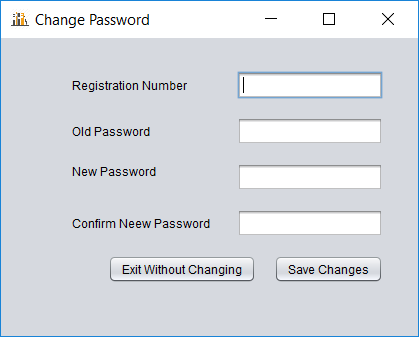 Change Password
Registration Number
Old Password
New Password
Confirm Neew Password
Exit Without Changing
Save Changes